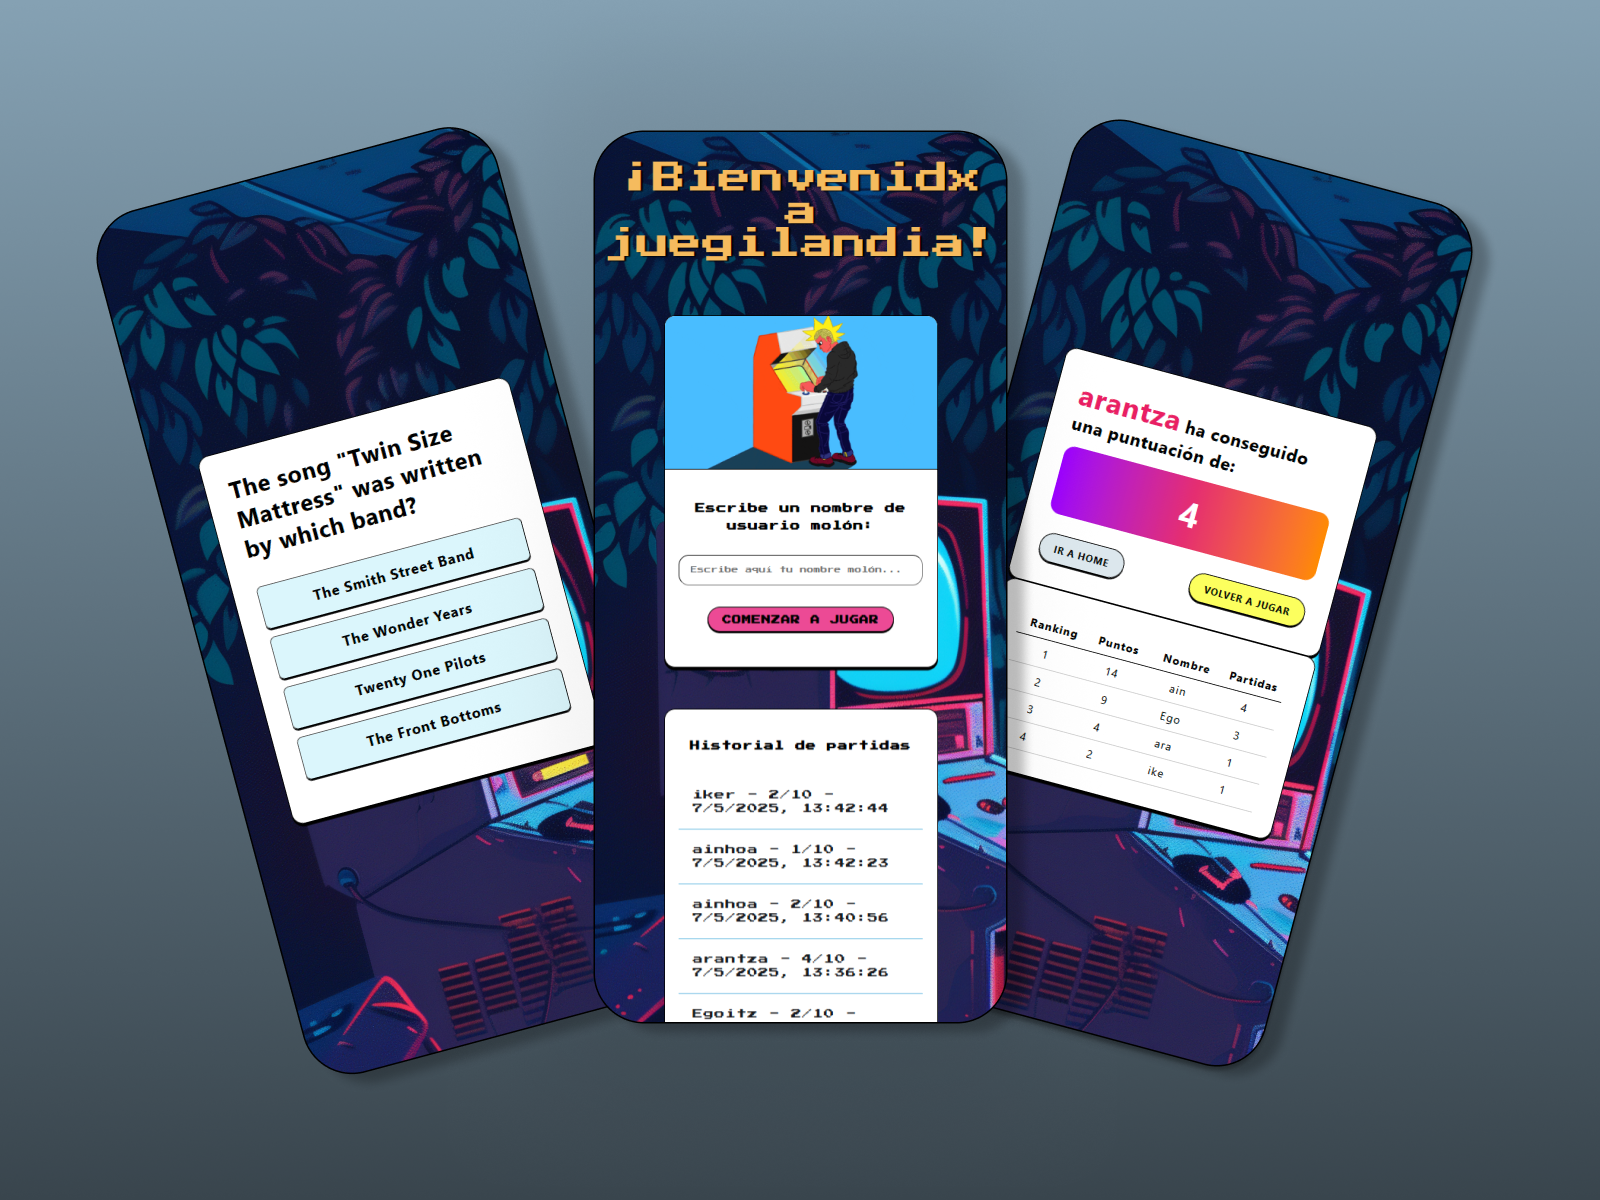 The song "Twin Size
Mattress" was written
by which band?
The Smith Street Band
The Wonder Years
Twenty One Pilots
The Front Bottoms
¡Bienvenidx
a
juegilandia!
Escribe un nombre de
usuario molón:
Escribe aquí tu nombre molón...
COMENZAR A JUGAR
Historial de partidas
iker - 2/10 -
7/5/2025, 13:42:44
ainhoa - 1/10 -
7/5/2025, 13:42:23
ainhoa - 2/10 -
7/5/2025, 13:40:56
arantza - 4/10 -
7/5/2025, 13:36:26
Egoitz - 2/10 -
arantza ha conseguido
una puntuación de:
4
IR A HOME
VOLVER A JUGAR
Ranking Puntos Nombre Partidas
1 14 ain 4
2 9 Ego 3
3 4 ara 1
4 2 ike 1